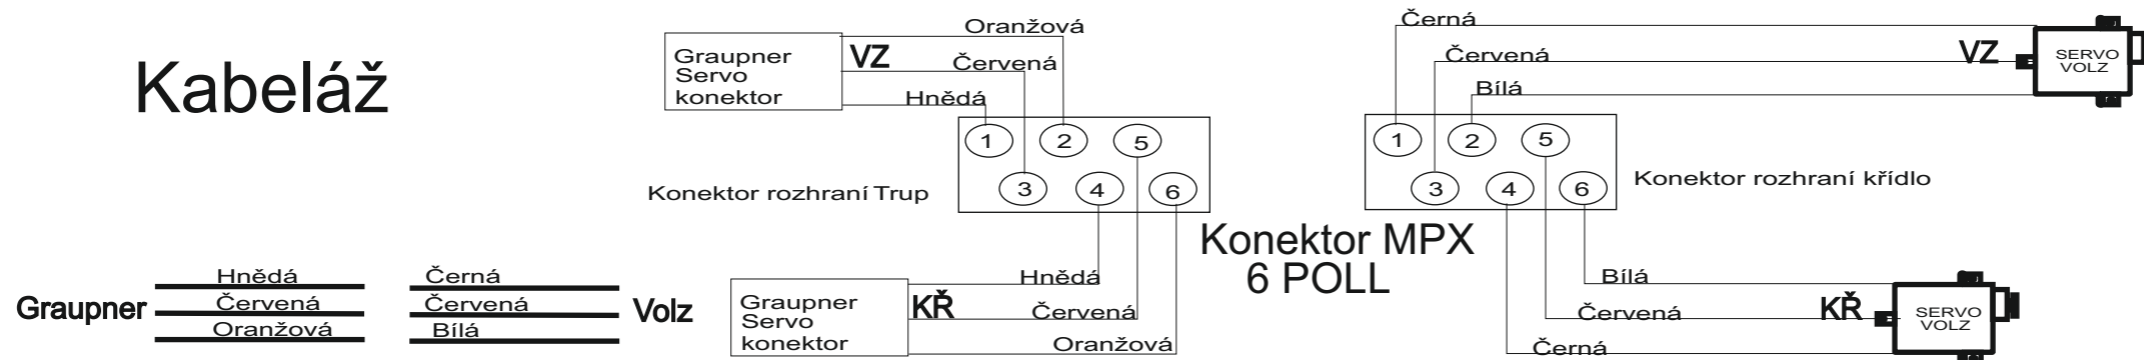 Kabeláž
Graupner
Servo
konektor
VZ
Oranžová
Červená
Hnědá
1
2
5
3
4
6
Konektor rozhraní Trup
Černá
Červená
Bílá
VZ
SERVO
VOLZ
1
2
5
3
4
6
Konektor rozhraní křídlo
Konektor MPX
6 POLL
Graupner
Hnědá
Červená
Oranžová
Černá
Červená
Bílá
Volz
Graupner
Servo
konektor
KŘ
Hnědá
Červená
Oranžová
Bílá
Červená
Černá
KŘ
SERVO
VOLZ